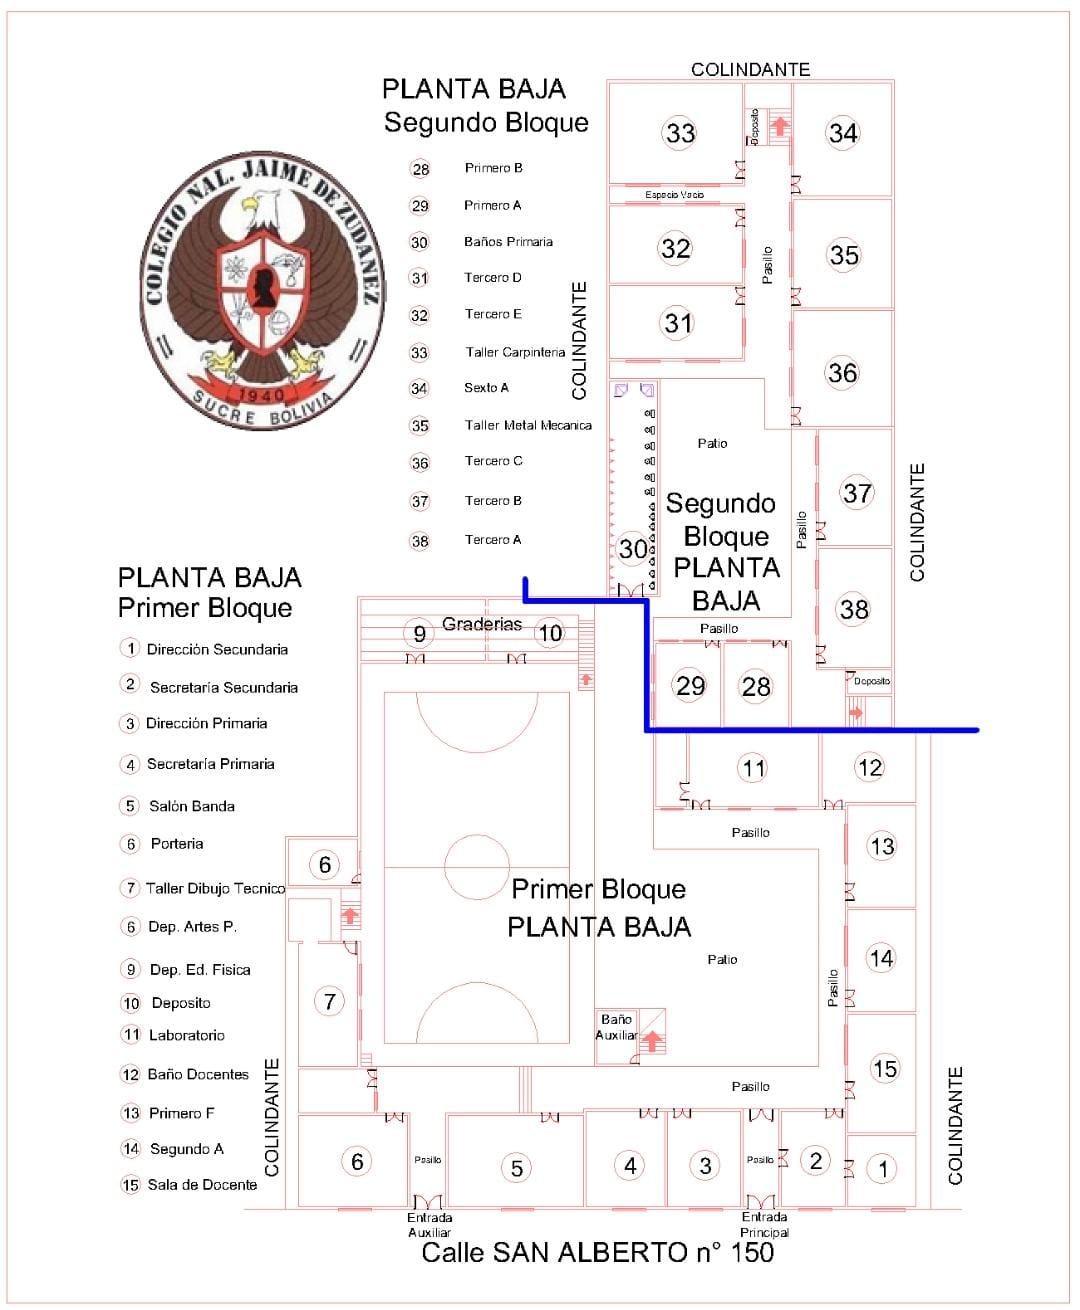 COLINDANTE
PLANTA BAJA
Segundo Bloque
28 Primero B
29 Primero A
30 Baños Primaria
31 Tercero D
32 Tercero E
33 Taller Carpinteria
34 Sexto A
35 Taller Metal Mecanica
36 Tercero C
37 Tercero B
38 Tercero A
COLEGIO NAL. JAIME DE ZUDAÑEZ
1940
SUCRE BOLIVIA
COLINDANTE
33
Deposito
34
Espacio Vacio
32
Pasillo
35
31
36
Patio
Segundo
Bloque
PLANTA
BAJA
30
Pasillo
37
COLINDANTE
38
Pasillo
29
28
Deposito
PLANTA BAJA
Primer Bloque
1 Dirección Secundaria
2 Secretaría Secundaria
3 Dirección Primaria
4 Secretaría Primaria
5 Salón Banda
6 Porteria
7 Taller Dibujo Tecnico
6 Dep. Artes P.
9 Dep. Ed. Fisica
10 Deposito
11 Laboratorio
12 Baño Docentes
13 Primero F
14 Segundo A
15 Sala de Docente
Graderias
9
10
11
12
Pasillo
13
6
Primer Bloque
PLANTA BAJA
Patio
14
Pasillo
7
Baño
Auxiliar
15
COLINDANTE
Pasillo
COLINDANTE
6
Pasillo
5
4
3
Pasillo
2
1
Entrada
Auxiliar
Entrada
Principal
Calle SAN ALBERTO n° 150